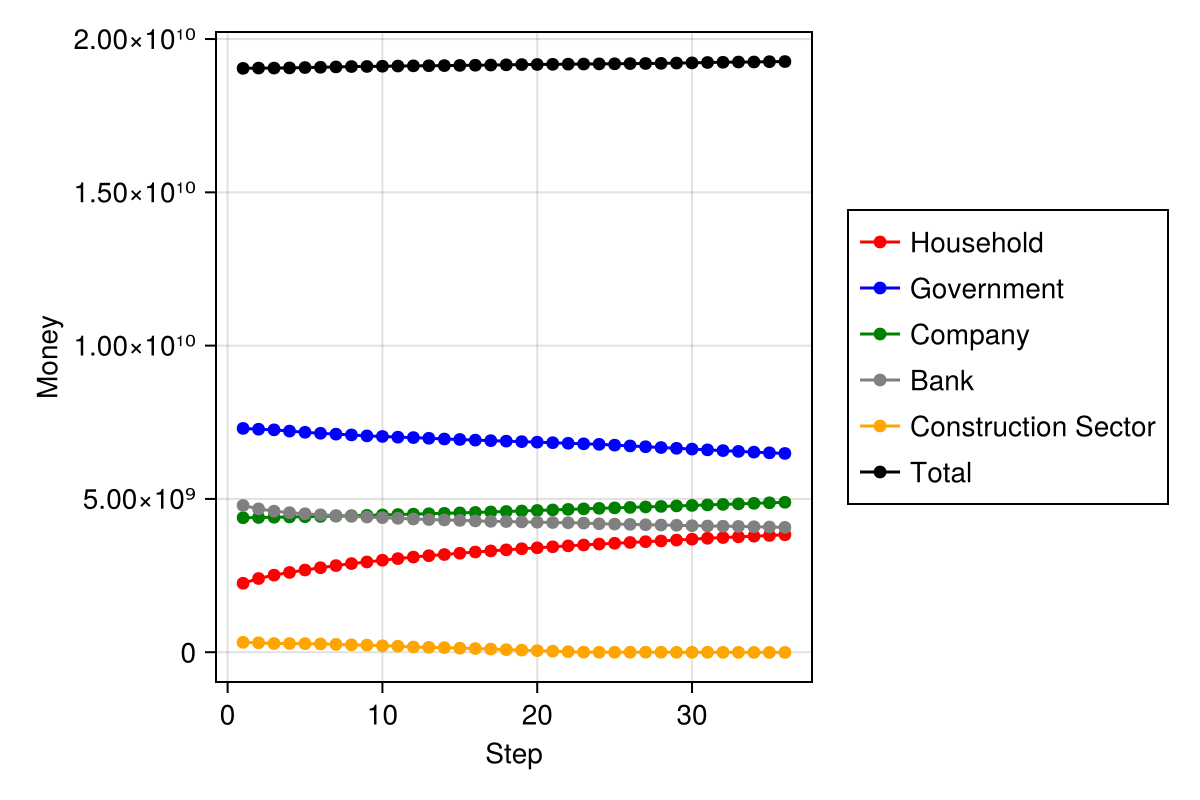 2.00×10¹⁰
1.50×10¹⁰
1.00×10¹⁰
5.00×10⁹
0
Money
0 10 20 30
Step
Household
Government
Company
Bank
Construction Sector
Total